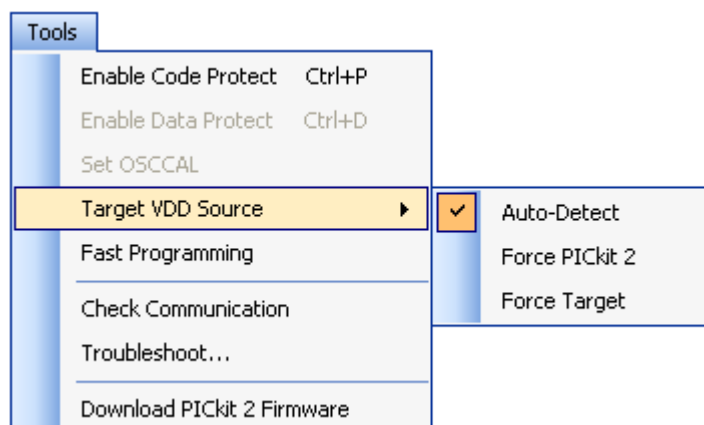 Tools
Enable Code Protect Ctrl+P
Enable Data Protect Ctrl+D
Set OSCCAL
Target VDD Source
Auto-Detect
Force PICkit 2
Force Target
Fast Programming
Check Communication
Troubleshoot...
Download PICkit 2 Firmware